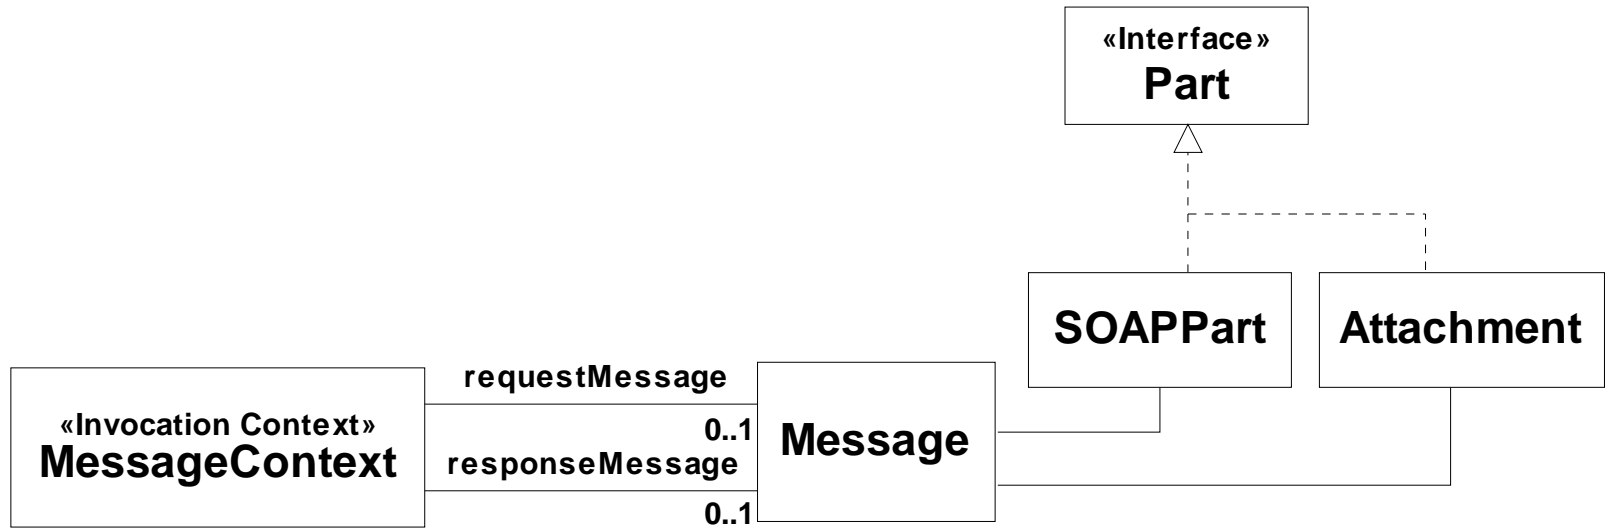 «Interface»
Part
SOAPPart
Attachment
requestMessage
0..1
«Invocation Context»
MessageContext
Message
responseMessage
0..1